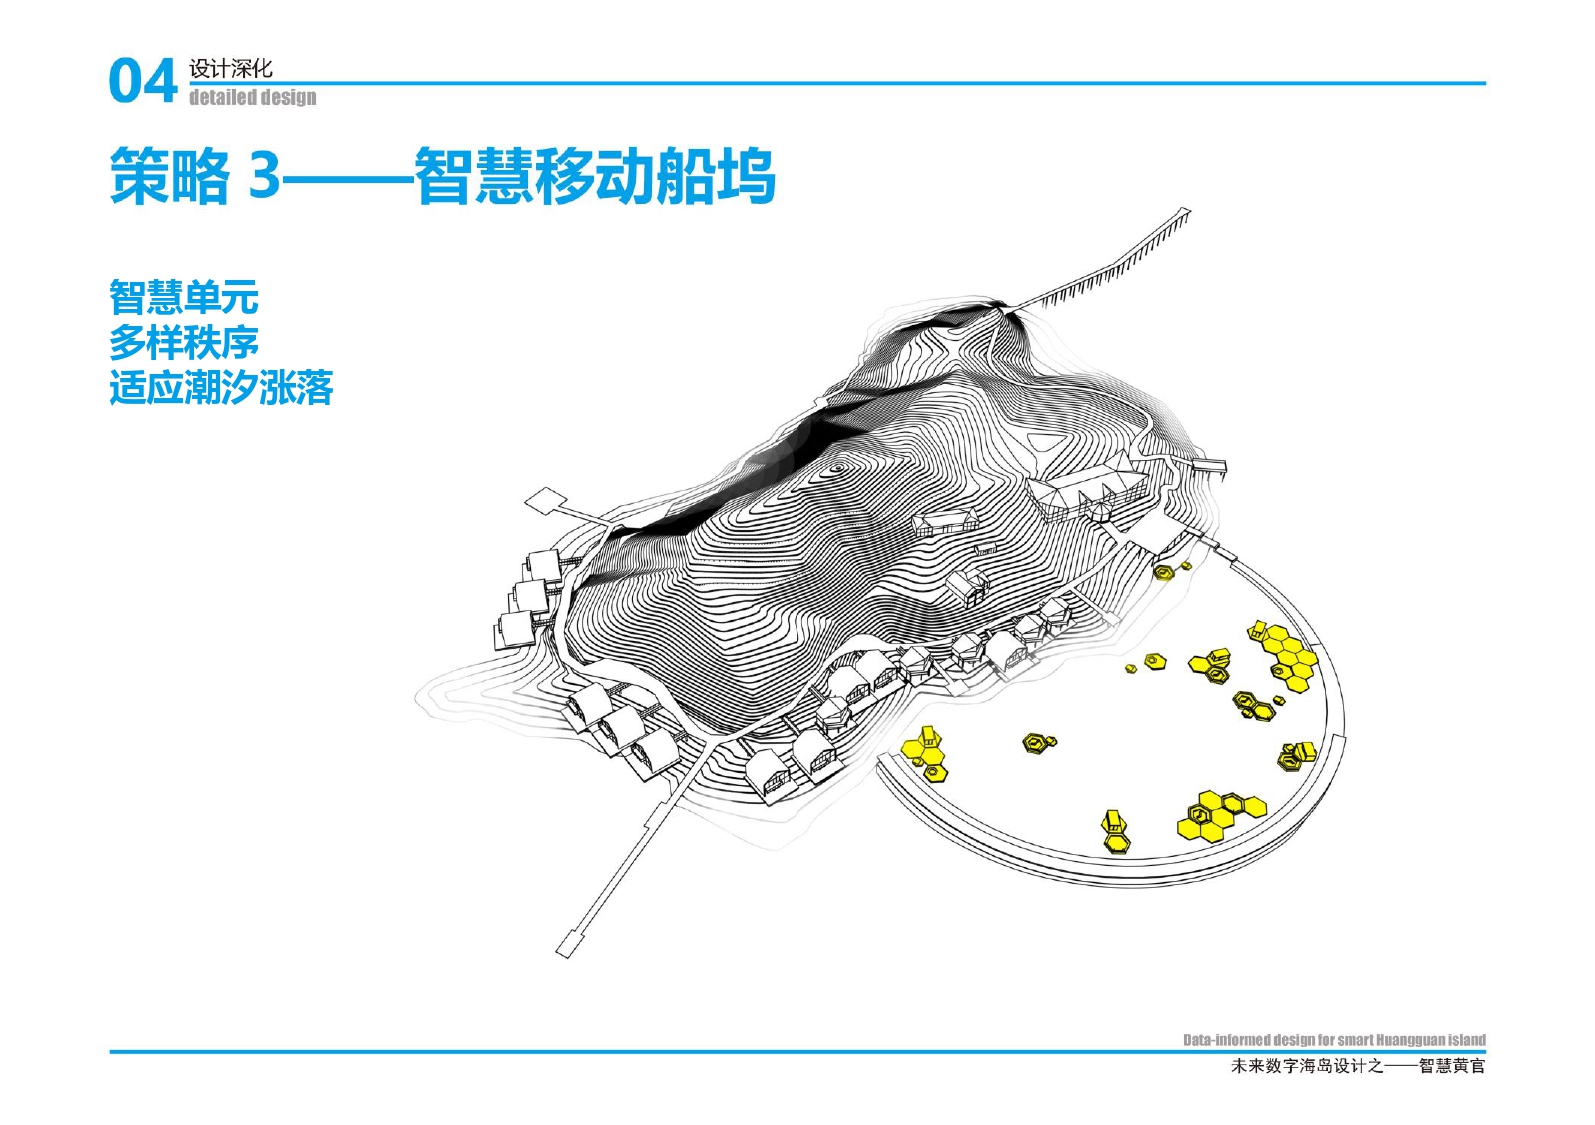 04
设计深化
detailed design
策略 3——智慧移动船坞
智慧单元
多样秩序
适应潮汐涨落
Data-informed design for smart Huangguan island
未来数字海岛设计之——智慧黄官